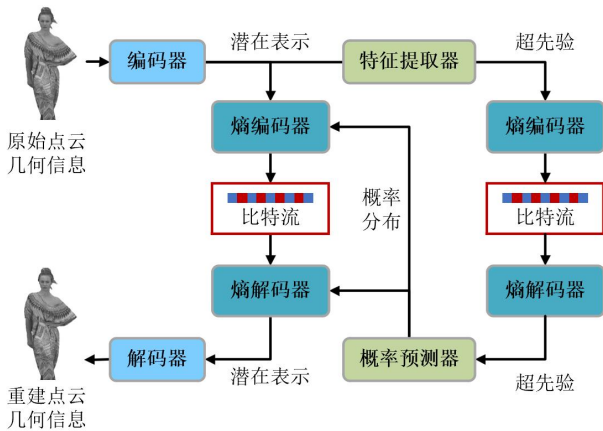 潜在表示
超先验
编码器
特征提取器
原始点云
几何信息
熵编码器
熵编码器
比特流
概率
分布
比特流
熵解码器
熵解码器
解码器
概率预测器
潜在表示
超先验
重建点云
几何信息